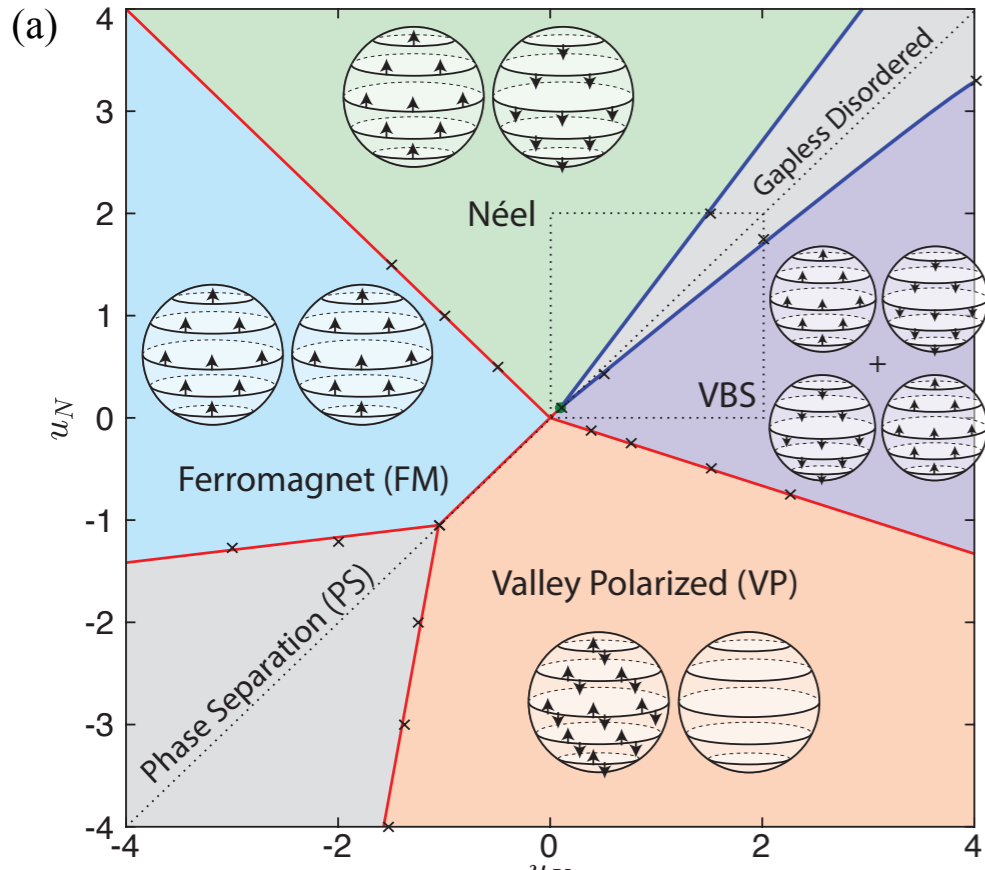 (a)
4
3
2
1
0
-1
-2
-3
-4
u_N
Néel
Gapless Disordered
VBS
+
Ferromagnet (FM)
Valley Polarized (VP)
Phase Separation (PS)
-4
-2
0
2
4